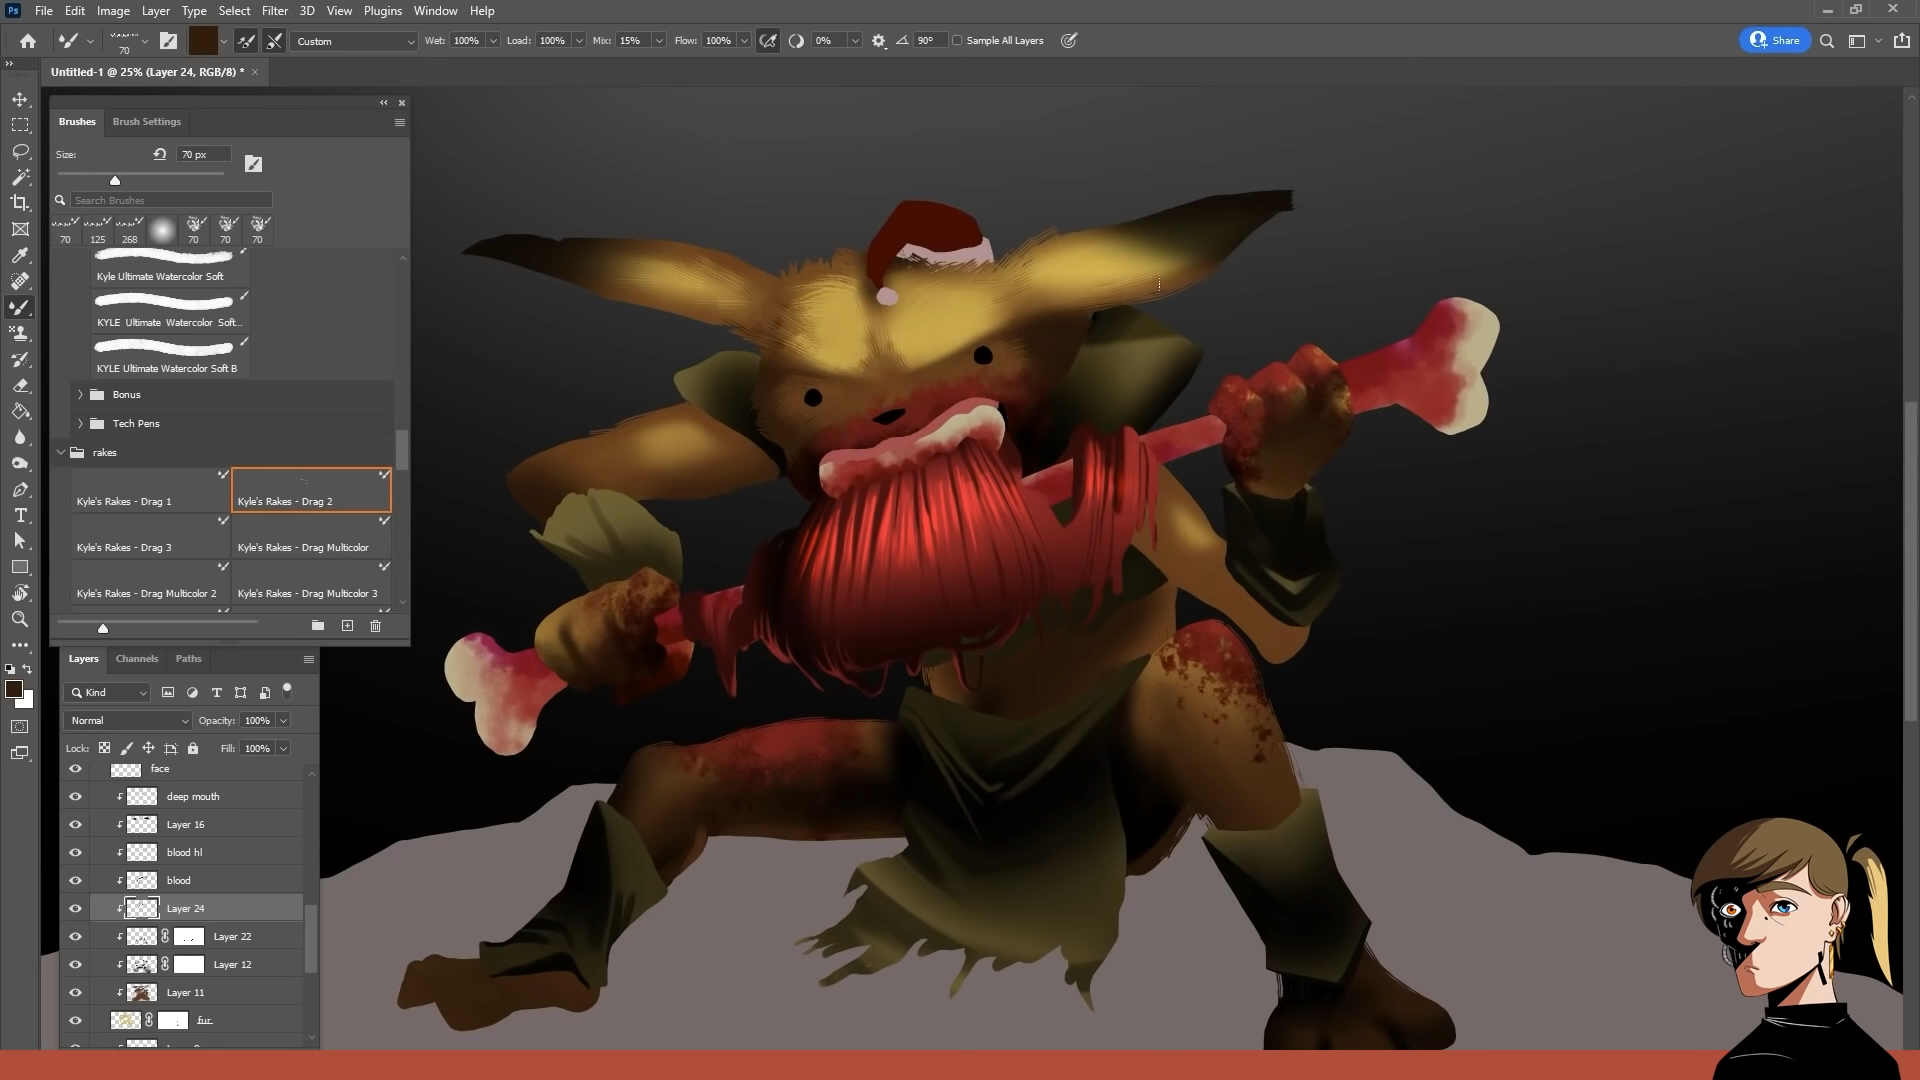 Ps File Edit Image Layer Type Select Filter 3D View Plugins Window Help
70 Custom Wet: 100% Load: 100% Mix: 15% Flow: 100% 0% 90° Sample All Layers Share
Untitled-1 @ 25% (Layer 24, RGB/8) *
Brushes Brush Settings
Size: 70 px
Search Brushes
70 125 268 70 70 70
Kyle Ultimate Watercolor Soft
KYLE Ultimate Watercolor Soft...
KYLE Ultimate Watercolor Soft B
Bonus
Tech Pens
rakes
Kyle's Rakes - Drag 1 Kyle's Rakes - Drag 2
Kyle's Rakes - Drag 3 Kyle's Rakes - Drag Multicolor
Kyle's Rakes - Drag Multicolor 2 Kyle's Rakes - Drag Multicolor 3
Layers Channels Paths
Kind
Normal Opacity: 100%
Lock: Fill: 100%
face
deep mouth
Layer 16
blood hl
blood
Layer 24
Layer 22
Layer 12
Layer 11
fur